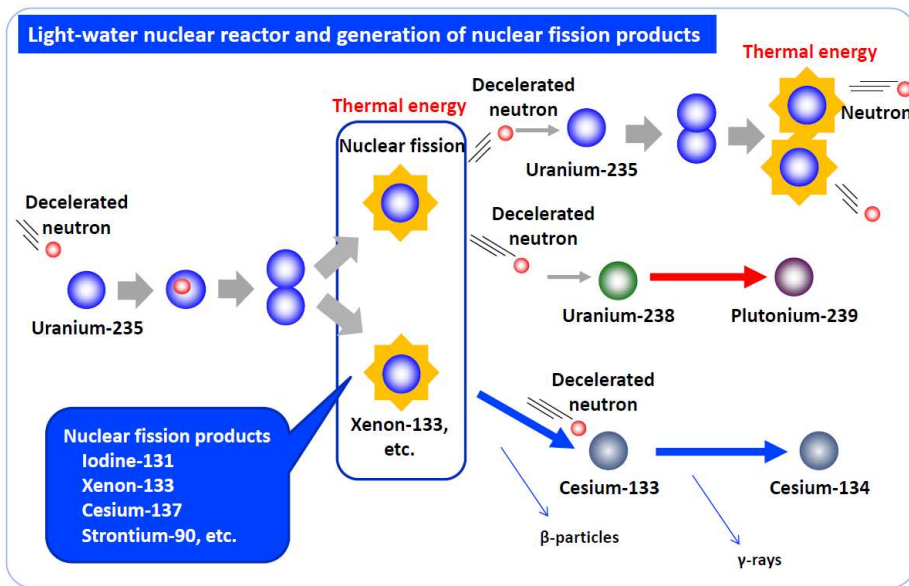 Light-water nuclear reactor and generation of nuclear fission products
Thermal energy
Decelerated
neutron
Uranium-235
Thermal energy
Nuclear fission
Xenon-133,
etc.
Decelerated
neutron
Uranium-235
Neutron
Decelerated
neutron
Uranium-238
Plutonium-239
Decelerated
neutron
Cesium-133
Cesium-134
β-particles
γ-rays
Nuclear fission products
Iodine-131
Xenon-133
Cesium-137
Strontium-90, etc.